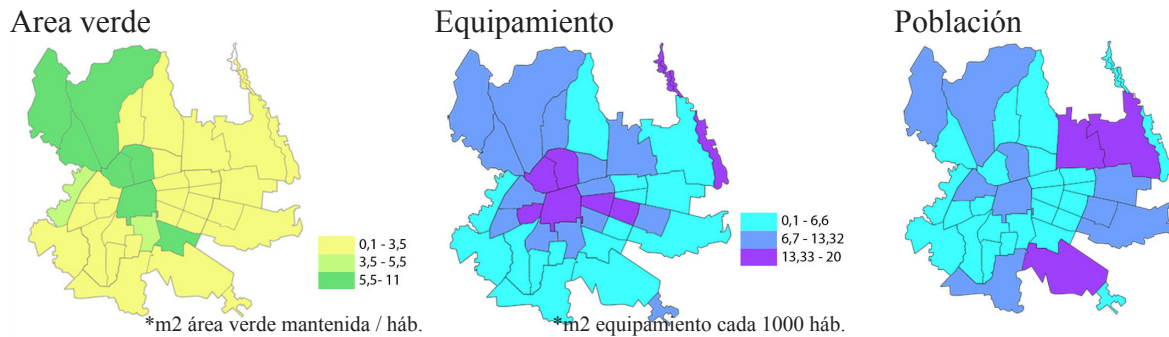 Area verde
0,1 - 3,5
3,5 - 5,5
5,5- 11
*m2 área verde mantenida / háb.
Equipamiento
0,1 - 6,6
6,7 - 13,32
13,33 - 20
*m2 equipamiento cada 1000 háb.
Población